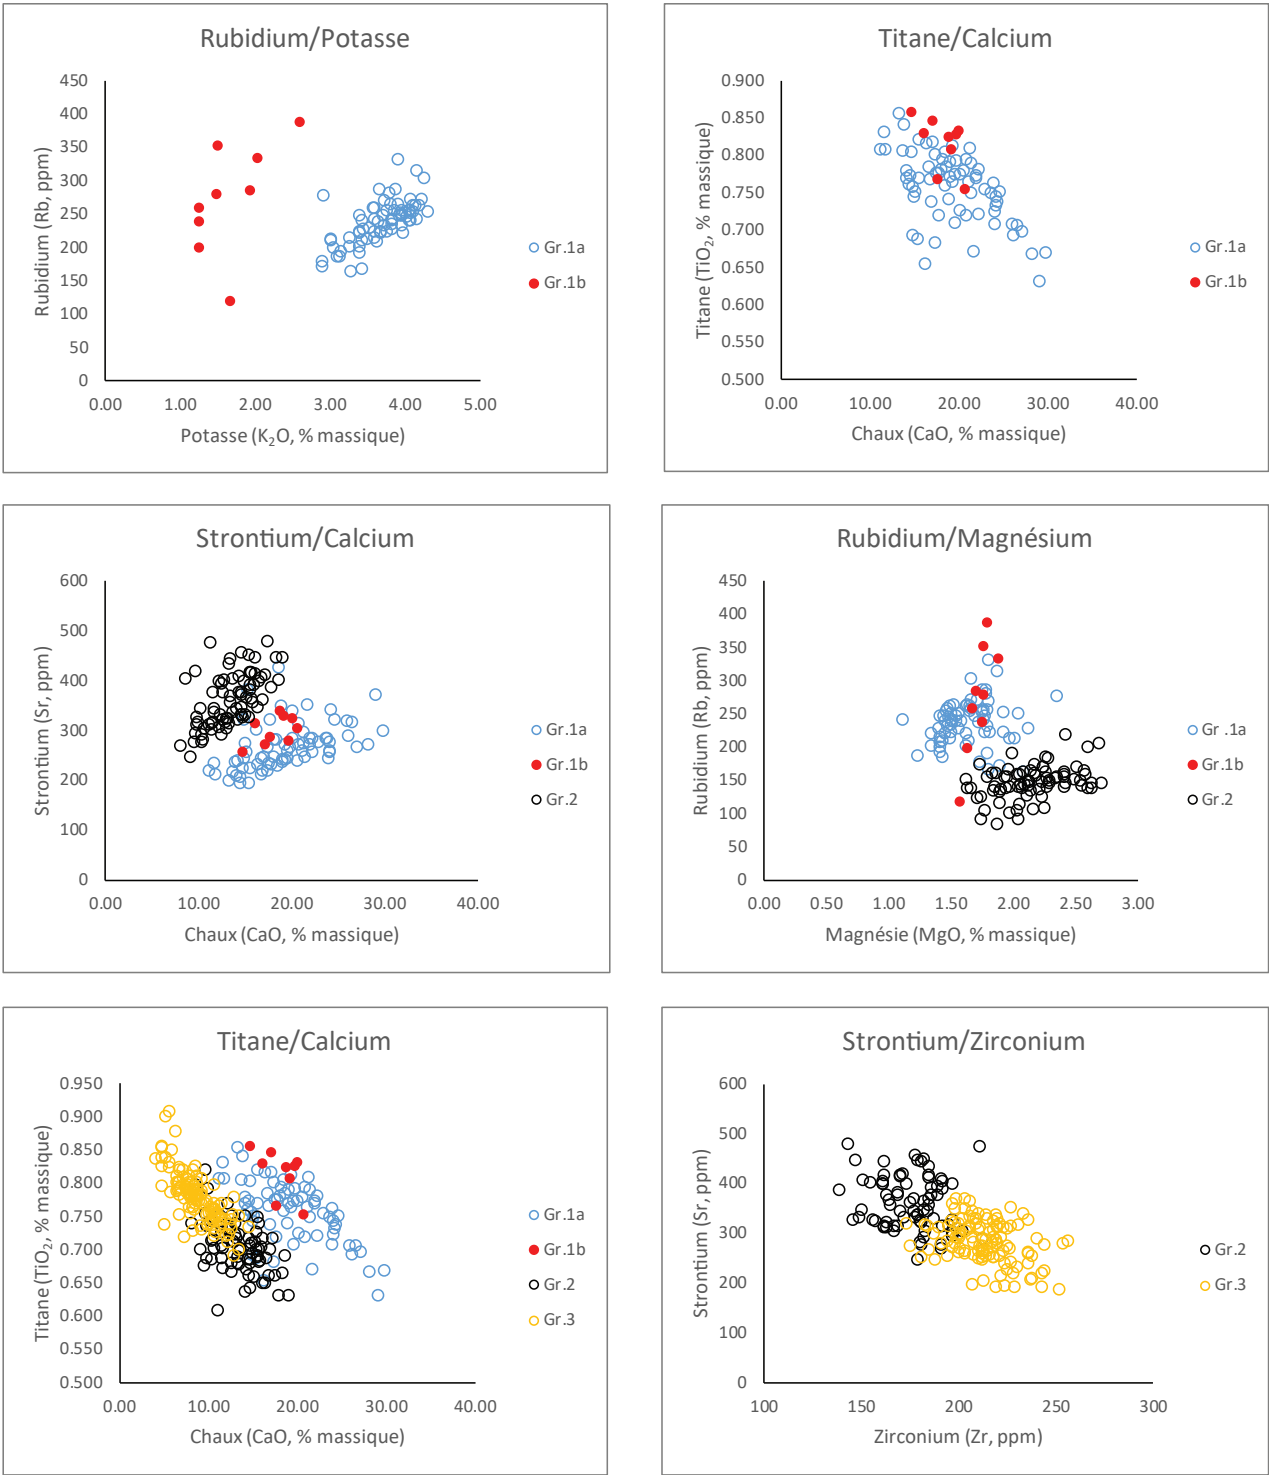 Rubidium/Potasse
450
400
350
300
250
200
150
100
50
0
0.00 1.00 2.00 3.00 4.00 5.00
Rubidium (Rb, ppm)
Potasse (K₂O, % massique)
Gr.1a
Gr.1b
Titane/Calcium
0.900
0.850
0.800
0.750
0.700
0.650
0.600
0.550
0.500
0.00 10.00 20.00 30.00 40.00
Titane (TiO₂, % massique)
Chaux (CaO, % massique)
Gr.1a
Gr.1b
Strontium/Calcium
600
500
400
300
200
100
0
0.00 10.00 20.00 30.00 40.00
Strontium (Sr, ppm)
Chaux (CaO, % massique)
Gr.1a
Gr.1b
Gr.2
Rubidium/Magnésium
450
400
350
300
250
200
150
100
50
0
0.00 0.50 1.00 1.50 2.00 2.50 3.00
Rubidium (Rb, ppm)
Magnésie (MgO, % massique)
Gr .1a
Gr.1b
Gr.2
Titane/Calcium
0.950
0.900
0.850
0.800
0.750
0.700
0.650
0.600
0.550
0.500
0.00 10.00 20.00 30.00 40.00
Titane (TiO₂, % massique)
Chaux (CaO, % massique)
Gr.1a
Gr.1b
Gr.2
Gr.3
Strontium/Zirconium
600
500
400
300
200
100
0
100 150 200 250 300
Strontium (Sr, ppm)
Zirconium (Zr, ppm)
Gr.2
Gr.3